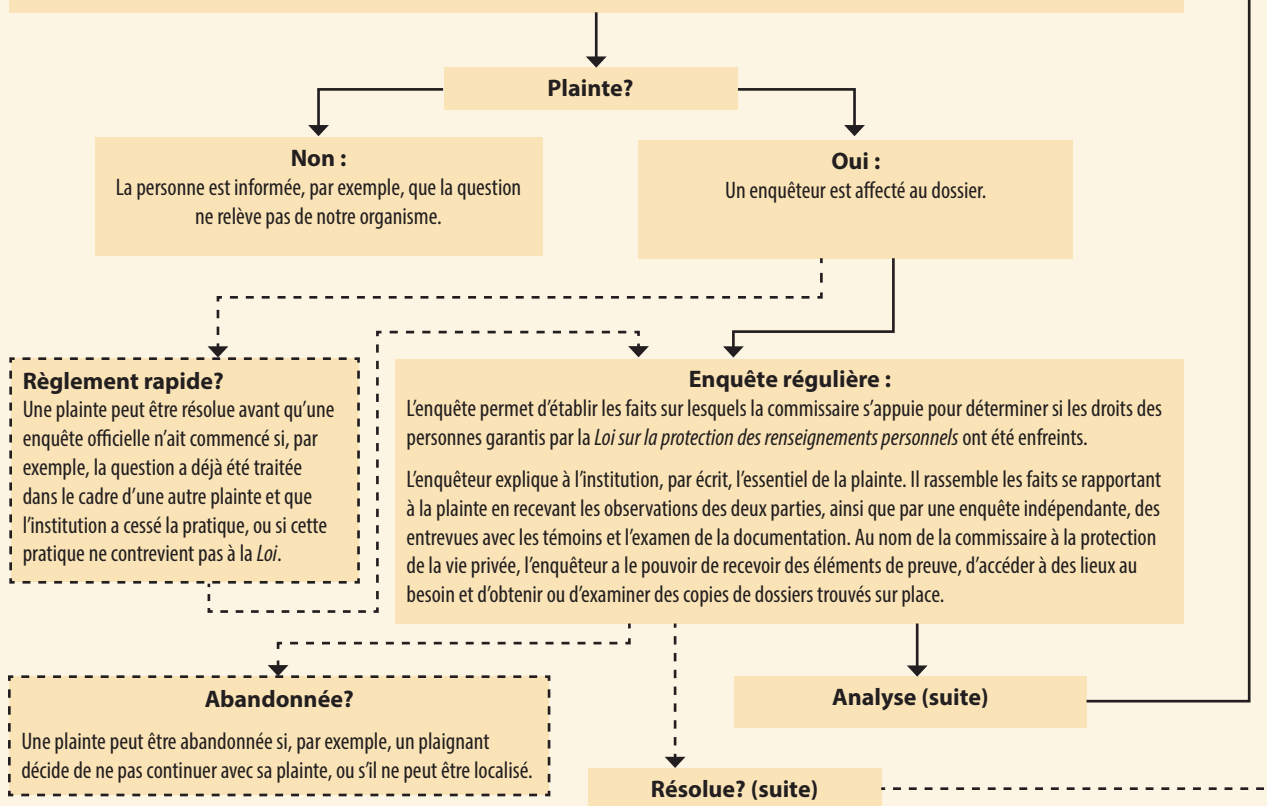 Plainte?
Non :
La personne est informée, par exemple, que la question
ne relève pas de notre organisme.
Oui :
Un enquêteur est affecté au dossier.
Règlement rapide?
Une plainte peut être résolue avant qu’une
enquête officielle n’ait commencé si, par
exemple, la question a déjà été traitée
dans le cadre d’une autre plainte et que
l’institution a cessé la pratique, ou si cette
pratique ne contrevient pas à la Loi.
Enquête régulière :
L’enquête permet d’établir les faits sur lesquels la commissaire s’appuie pour déterminer si les droits des
personnes garantis par la Loi sur la protection des renseignements personnels ont été enfreints.
L’enquêteur explique à l’institution, par écrit, l’essentiel de la plainte. Il rassemble les faits se rapportant
à la plainte en recevant les observations des deux parties, ainsi que par une enquête indépendante, des
entrevues avec les témoins et l’examen de la documentation. Au nom de la commissaire à la protection
de la vie privée, l’enquêteur a le pouvoir de recevoir des éléments de preuve, d’accéder à des lieux au
besoin et d’obtenir ou d’examiner des copies de dossiers trouvés sur place.
Abandonnée?
Une plainte peut être abandonnée si, par exemple, un plaignant
décide de ne pas continuer avec sa plainte, ou s’il ne peut être localisé.
Analyse (suite)
Résolue? (suite)